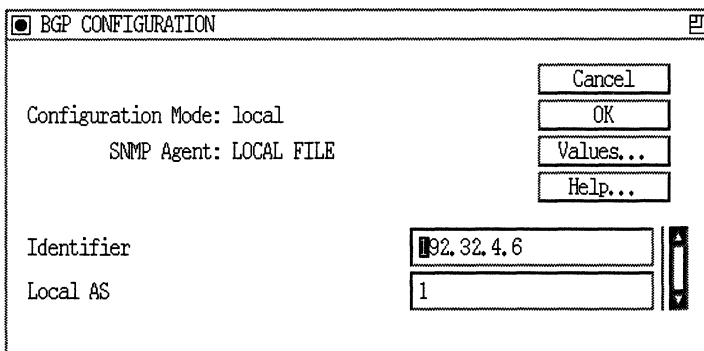 BGP CONFIGURATION
Cancel
Configuration Mode: local
OK
SNMP Agent: LOCAL FILE
Values...
Help...
Identifier
192.32.4.6
Local AS
1